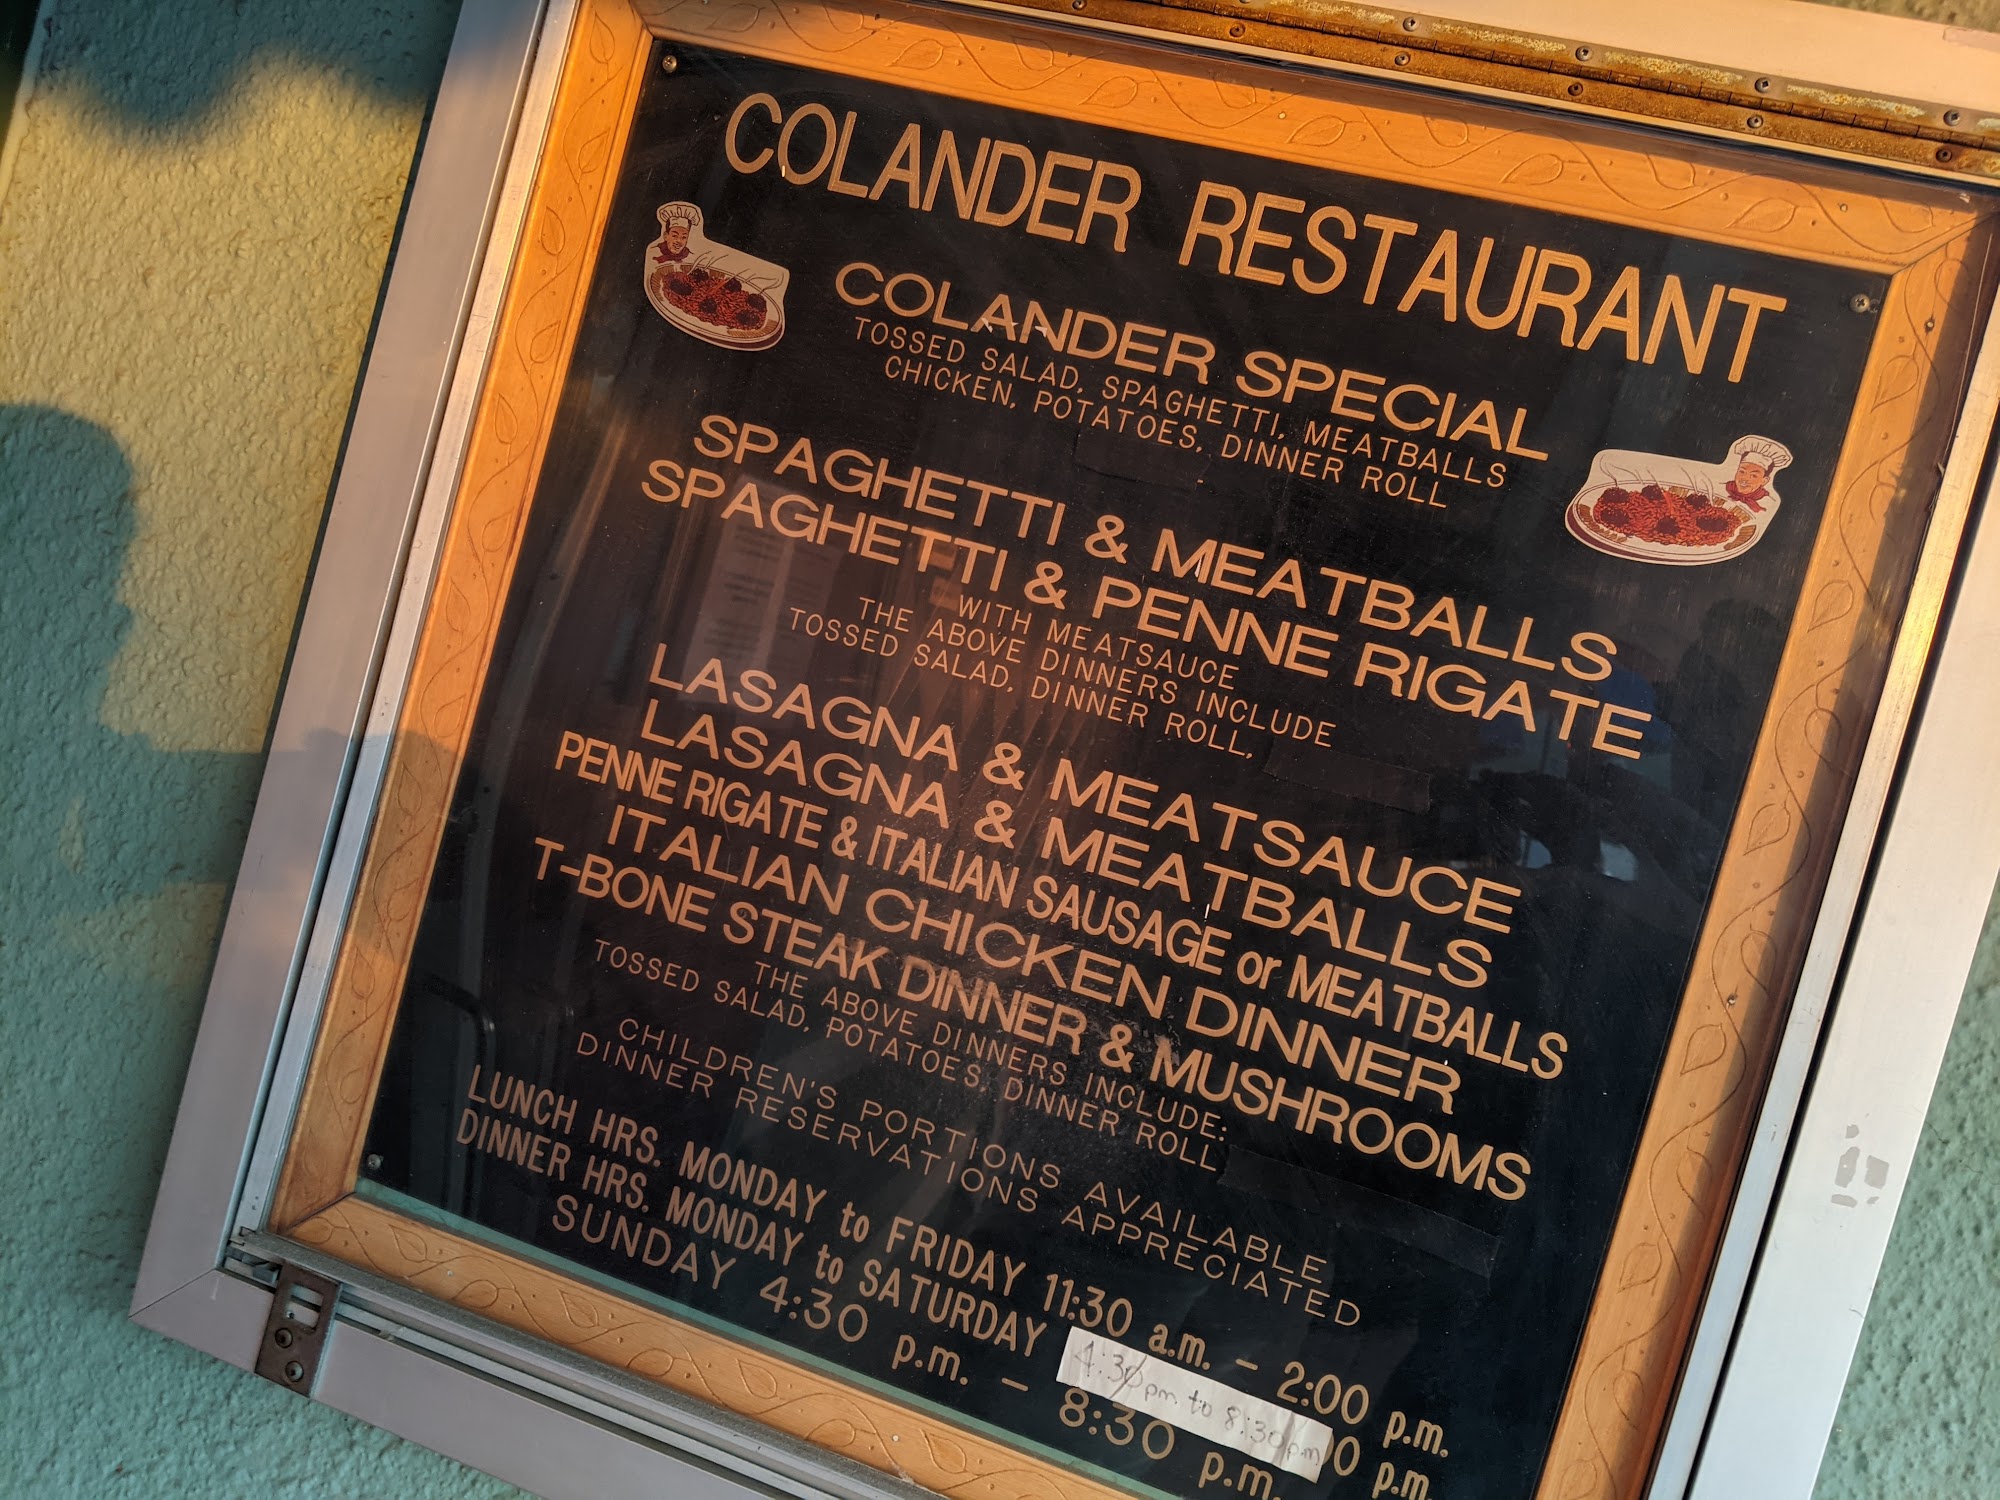 COLANDER RESTAURANT
COLANDER SPECIAL
TOSSED SALAD, SPAGHETTI, MEATBALLS
CHICKEN, POTATOES, DINNER ROLL
SPAGHETTI & MEATBALLS
SPAGHETTI & PENNE RIGATE
WITH MEATSAUCE
THE ABOVE DINNERS INCLUDE
TOSSED SALAD, DINNER ROLL,
LASAGNA & MEATSAUCE
LASAGNA & MEATBALLS
PENNE RIGATE & ITALIAN SAUSAGE or MEATBALLS
ITALIAN CHICKEN DINNER
T-BONE STEAK DINNER & MUSHROOMS
THE ABOVE DINNERS INCLUDE:
TOSSED SALAD, POTATOES, DINNER ROLL
CHILDREN'S PORTIONS AVAILABLE
DINNER RESERVATIONS APPRECIATED
LUNCH HRS. MONDAY to FRIDAY 11:30 a.m. - 2:00 p.m.
DINNER HRS. MONDAY to SATURDAY 4:30pm to 8:30pm 0 p.m.
SUNDAY 4:30 p.m. - 8:30 p.m.